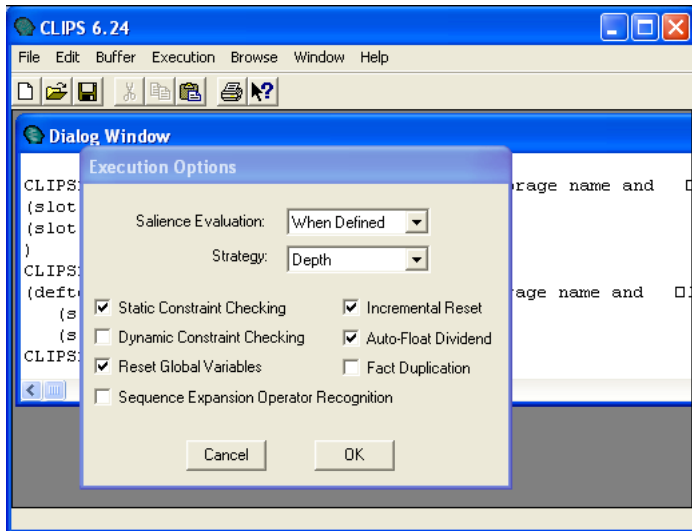 CLIPS 6.24
File Edit Buffer Execution Browse Window Help
Dialog Window
Execution Options
CLIPS rage name and
(slot
(slot
)
CLIPS
(defte age name and
(s
(s
CLIPS
Salience Evaluation: When Defined
Strategy: Depth
Static Constraint Checking
Incremental Reset
Dynamic Constraint Checking
Auto-Float Dividend
Reset Global Variables
Fact Duplication
Sequence Expansion Operator Recognition
Cancel OK